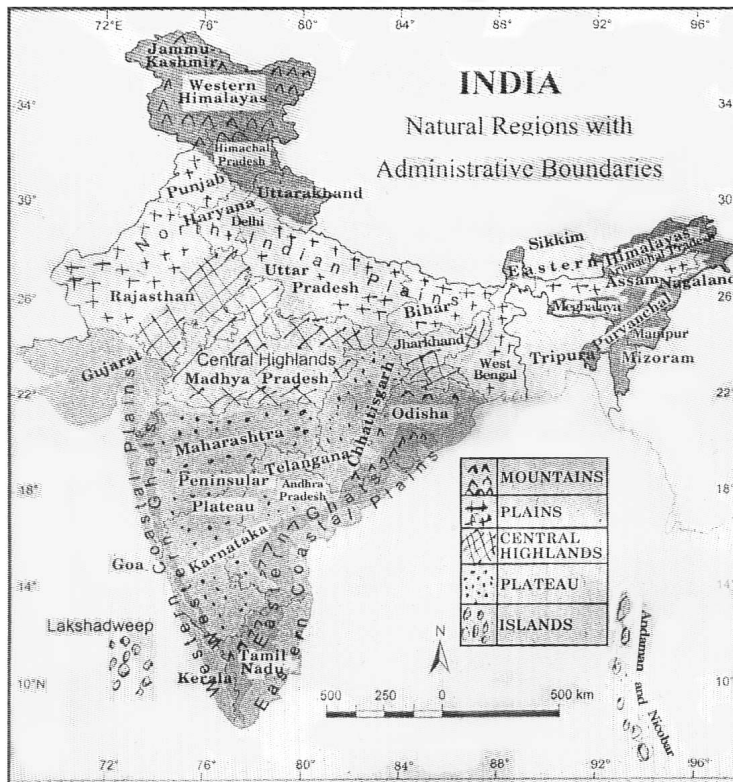 72°E 76° 80° 84° 88° 92° 96°
INDIA
Natural Regions with
Administrative Boundaries
34°
30°
26°
22°
18°
14°
10°N
34
30
26°
22°
18°
14°
10°
Jammu-
Kashmir
Western
Himalayas
Himachal
Pradesh
Punjab
Uttarakhand
Haryana
Delhi
North Indian Plains
Rajasthan
Uttar
Pradesh
Bihar
Sikkim
Eastern Himalayas
Arunachal Pradesh
Assam
Nagaland
Meghalaya
Purvanchal
Manipur
Tripura
Mizoram
Gujarat
Central Highlands
Madhya Pradesh
Jharkhand
West
Bengal
Chhattisgarh
Odisha
Maharashtra
Telangana
Peninsular
Plateau
Andhra
Pradesh
Karnataka
Goa
Western Coastal Plains
Western Ghats
Eastern Ghats
Eastern Coastal Plains
Lakshadweep
Kerala
Tamil
Nadu
MOUNTAINS
PLAINS
CENTRAL
HIGHLANDS
PLATEAU
ISLANDS
Andaman and Nicobar
N
500 250 0 500 km
72° 76° 80° 84° 88° 92° 96°